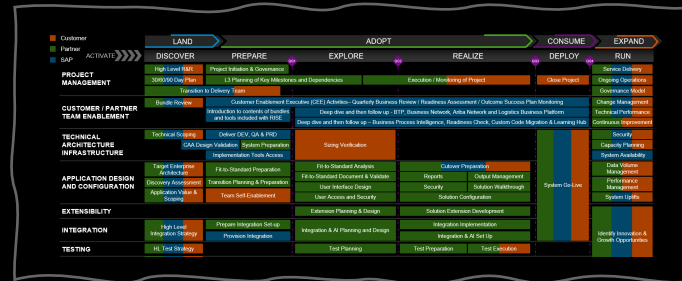 Customer
Partner
SAP
ACTIVATE
LAND
ADOPT
CONSUME
EXPAND
DISCOVER
PREPARE
EXPLORE
REALIZE
DEPLOY
RUN
PROJECT
MANAGEMENT
High Level R&R
Project Initiation & Governance
Service Delivery
30/60/90 Day Plan
L3 Planning of Key Milestones and Dependencies
Execution / Monitoring of Project
Close Project
Ongoing Operations
Transition to Delivery Team
Governance Model
CUSTOMER / PARTNER
TEAM ENABLEMENT
Bundle Review
Customer Enablement Executive (CEE) Activities– Quarterly Business Review / Readiness Assessment / Outcome Success Plan Monitoring
Change Management
Introduction to contents of bundles
and tools included with RISE
Deep dive and then follow up - BTP, Business Network, Ariba Network and Logistics Business Platform
Technical Performance
Deep dive and then follow up – Business Process Intelligence, Readiness Check, Custom Code Migration & Learning Hub
Continuous Improvement
TECHNICAL
ARCHITECTURE
INFRASTRUCTURE
Technical Scoping
Deliver DEV, QA & PRD
Sizing Verification
Security
CAA Design Validation
System Preparation
Capacity Planning
Implementation Tools Access
System Availability
APPLICATION DESIGN
AND CONFIGURATION
Target Enterprise
Architecture
Fit-to-Standard Preparation
Fit-to-Standard Analysis
Cutover Preparation
Data Volume
Management
Fit-to-Standard Document & Validate
Reports
Output Management
Discovery Assessment
Transition Planning & Preparation
User Interface Design
Security
Solution Walkthrough
System Go-Live
Performance
Management
Application Value &
Scoping
Team Self-Enablement
User Access and Security
Solution Configuration
System Uplifts
EXTENSIBILITY
Extension Planning & Design
Solution Extension Development
INTEGRATION
High Level
Integration Strategy
Prepare Integration Set-up
Provision Integration
Integration & AI Planning and Design
Integration Implementation
Integration & AI Set Up
Identify Innovation &
Growth Opportunities
TESTING
HL Test Strategy
Test Planning
Test Preparation
Test Execution